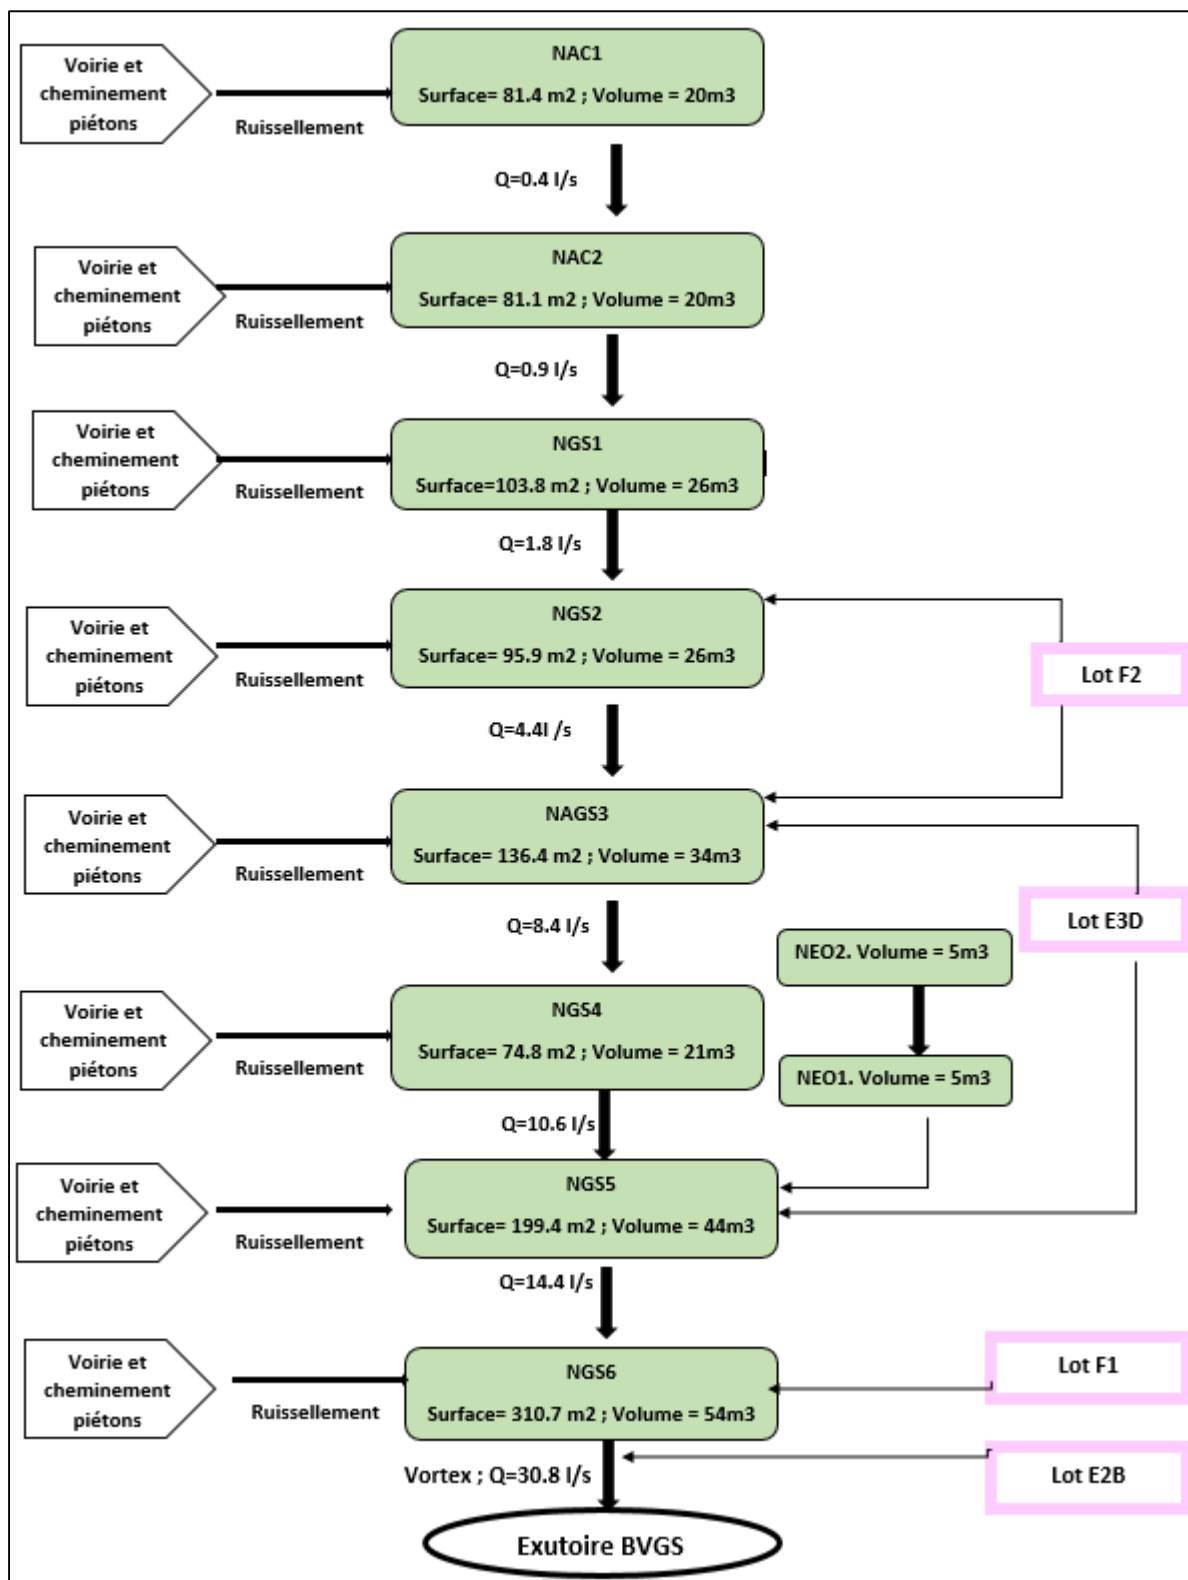 Voirie et
cheminement
piétons
Ruissellement
NAC1
Surface= 81.4 m2 ; Volume = 20m3
Q=0.4 l/s
Voirie et
cheminement
piétons
Ruissellement
NAC2
Surface= 81.1 m2 ; Volume = 20m3
Q=0.9 l/s
Voirie et
cheminement
piétons
Ruissellement
NGS1
Surface=103.8 m2 ; Volume = 26m3
Q=1.8 l/s
Voirie et
cheminement
piétons
Ruissellement
NGS2
Surface= 95.9 m2 ; Volume = 26m3
Lot F2
Q=4.4l /s
Voirie et
cheminement
piétons
Ruissellement
NAGS3
Surface= 136.4 m2 ; Volume = 34m3
Lot E3D
Q=8.4 l/s
NEO2. Volume = 5m3
Voirie et
cheminement
piétons
Ruissellement
NGS4
Surface= 74.8 m2 ; Volume = 21m3
NEO1. Volume = 5m3
Q=10.6 l/s
Voirie et
cheminement
piétons
Ruissellement
NGS5
Surface= 199.4 m2 ; Volume = 44m3
Q=14.4 l/s
Voirie et
cheminement
piétons
Ruissellement
NGS6
Surface= 310.7 m2 ; Volume = 54m3
Lot F1
Vortex ; Q=30.8 l/s
Lot E2B
Exutoire BVGS